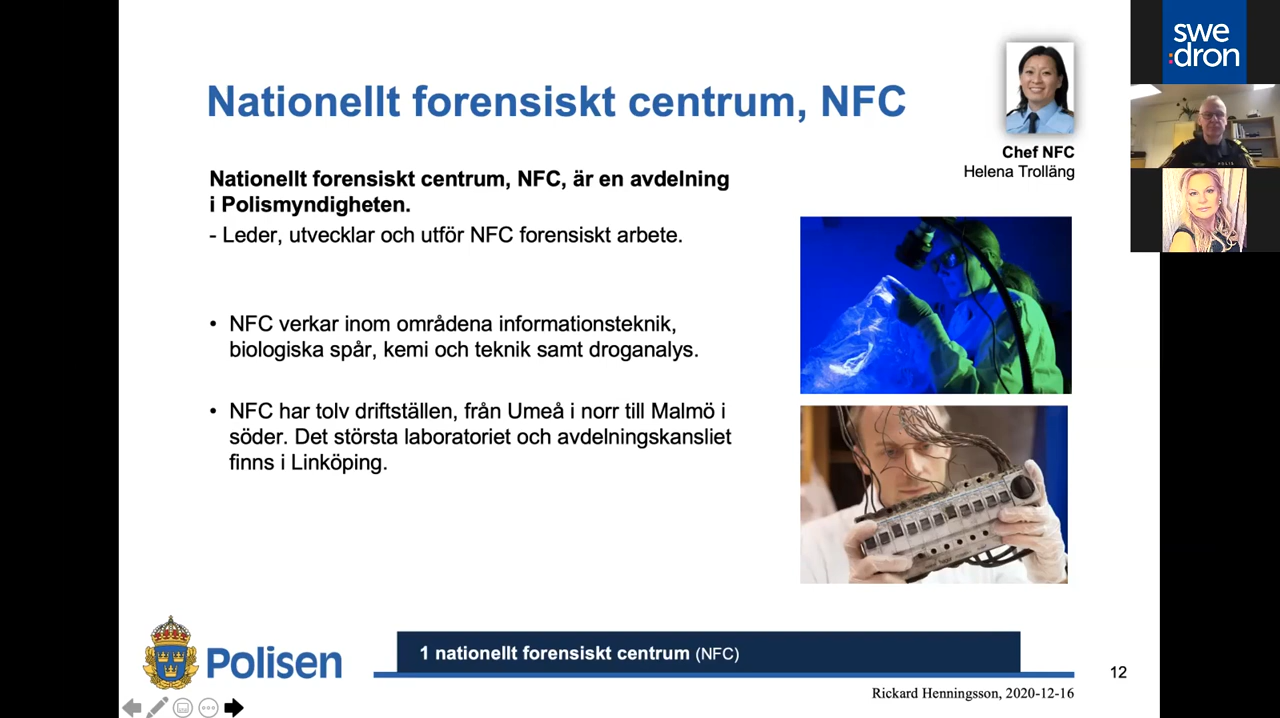 Nationellt forensiskt centrum, NFC
Chef NFC
Helena Trolläng
Nationellt forensiskt centrum, NFC, är en avdelning
i Polismyndigheten.
- Leder, utvecklar och utför NFC forensiskt arbete.
• NFC verkar inom områdena informationsteknik,
biologiska spår, kemi och teknik samt droganalys.
• NFC har tolv driftställen, från Umeå i norr till Malmö i
söder. Det största laboratoriet och avdelningskansliet
finns i Linköping.
Polisen
1 nationellt forensiskt centrum (NFC)
12
Rickard Henningsson, 2020-12-16
swe
:dron
POLIS